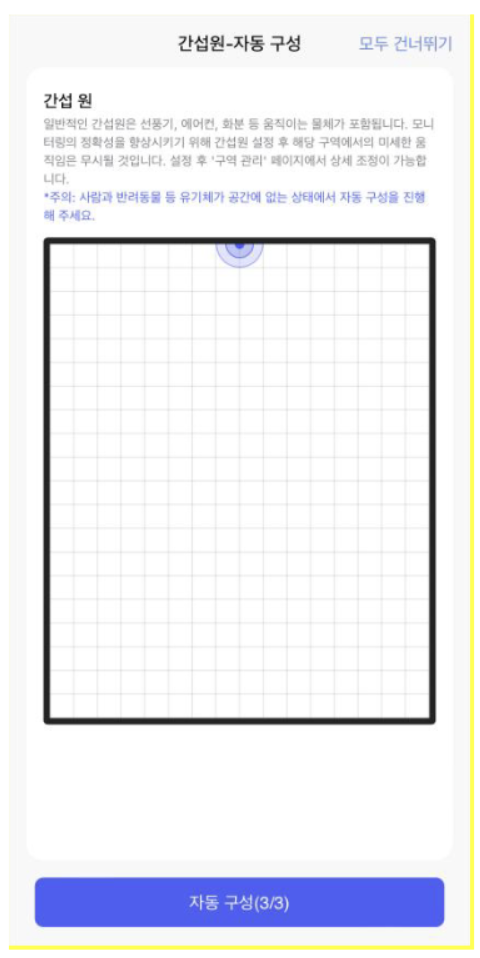 간섭원-자동 구성
모두 건너뛰기
간섭 원
일반적인 간섭원은 선풍기, 에어컨, 화분 등 움직이는 물체가 포함됩니다. 모니
터링의 정확성을 향상시키기 위해 간섭원 설정 후 해당 구역에서의 미세한 움
직임은 무시될 것입니다. 설정 후 '구역 관리' 페이지에서 상세 조정이 가능합
니다.
*주의: 사람과 반려동물 등 유기체가 공간에 없는 상태에서 자동 구성을 진행
해 주세요.
자동 구성(3/3)